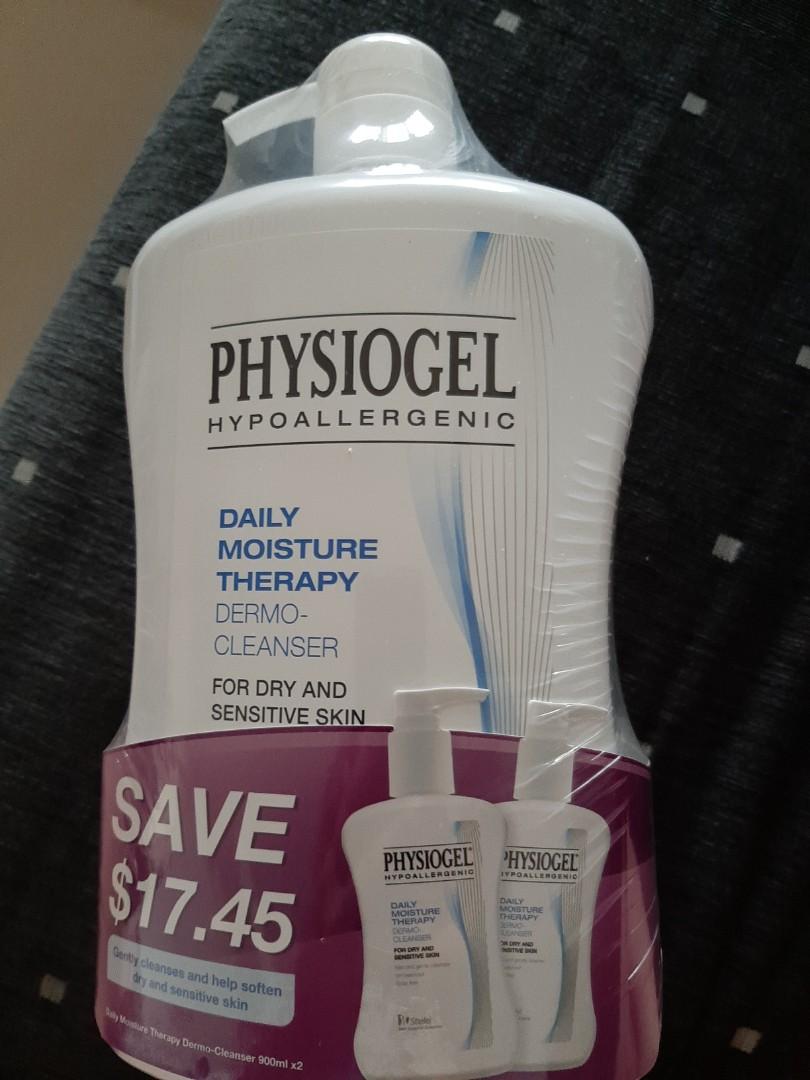 PHYSIOGEL
HYPOALLERGENIC
DAILY
MOISTURE
THERAPY
DERMO-
CLEANSER
FOR DRY AND
SENSITIVE SKIN
SAVE
$17.45
Gently cleanses and help soften
dry and sensitive skin
Daily Moisture Therapy Dermo-Cleanser 900ml x2
PHYSIOGEL
HYPOALLERGENIC
DAILY
MOISTURE
THERAPY
DERMO-
CLEANSER
FOR DRY AND
SENSITIVE SKIN
Stiefel
PHYSIOGEL
HYPOALLERGENIC
DAILY
MOISTURE
THERAPY
DERMO-
CLEANSER
FOR DRY AND
SENSITIVE SKIN